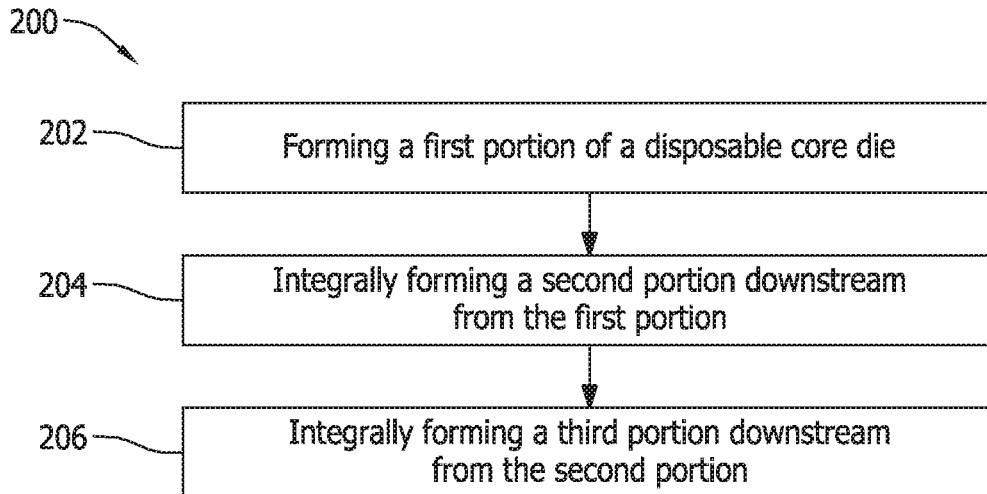 200
202
Forming a first portion of a disposable core die
204
Integrally forming a second portion downstream
from the first portion
206
Integrally forming a third portion downstream
from the second portion